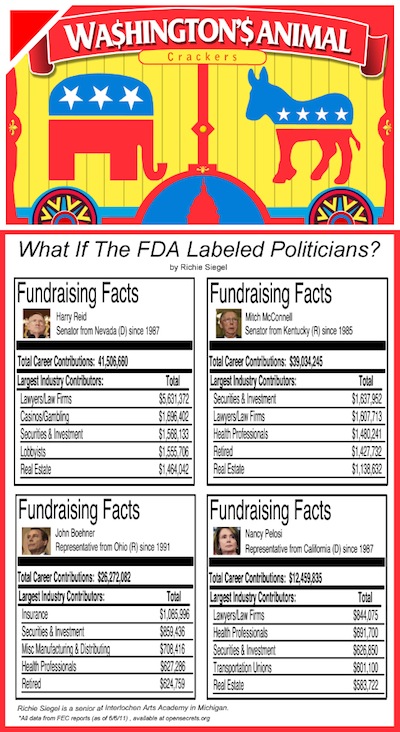 WA$HINGTON'$ ANIMAL
Crackers
What If The FDA Labeled Politicians?
by Richie Siegel
Fundraising Facts
Harry Reid
Senator from Nevada (D) since 1987
Total Career Contributions: 41,506,660
Largest Industry Contributors: Total
Lawyers/Law Firms $5,631,372
Casinos/Gambling $1,696,402
Securities & Investment $1,568,133
Lobbyists $1,555,706
Real Estate $1,464,042
Fundraising Facts
Mitch McConnell
Senator from Kentucky (R) since 1985
Total Career Contributions: $39,034,245
Largest Industry Contributors: Total
Securities & Investment $1,637,952
Lawyers/Law Firms $1,607,713
Health Professionals $1,480,241
Retired $1,427,732
Real Estate $1,138,632
Fundraising Facts
John Boehner
Representative from Ohio (R) since 1991
Total Career Contributions: $26,272,082
Largest Industry Contributors: Total
Insurance $1,065,996
Securities & Investment $859,436
Misc Manufacturing & Distributing $708,416
Health Professionals $627,286
Retired $624,759
Fundraising Facts
Nancy Pelosi
Representative from California (D) since 1987
Total Career Contributions: $12,459,835
Largest Industry Contributors: Total
Lawyers/Law Firms $844,075
Health Professionals $691,700
Securities & Investment $626,850
Transportation Unions $601,100
Real Estate $583,722
Richie Siegel is a senior at Interlochen Arts Academy in Michigan.
*All data from FEC reports (as of 6/6/11) , available at opensecrets.org